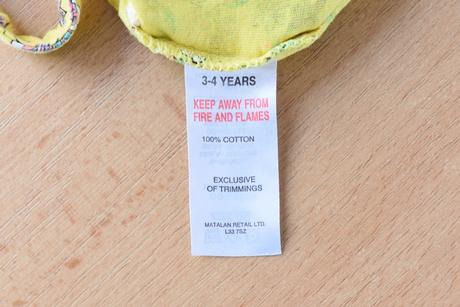 3-4 YEARS
KEEP AWAY FROM
FIRE AND FLAMES
100% COTTON
EXCLUSIVE
OF TRIMMINGS
MATALAN RETAIL LTD.
L33 7SZ